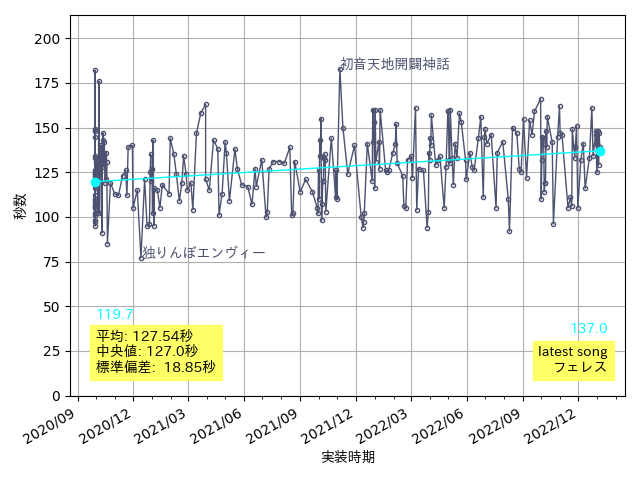 200
175
150
125
100
75
50
25
0
秒数
初音天地開闢神話
独りんぼエンヴィー
119.7
平均: 127.54秒
中央値: 127.0秒
標準偏差: 18.85秒
137.0
latest song
フェレス
2020/09
2020/12
2021/03
2021/06
2021/09
2021/12
2022/03
2022/06
2022/09
2022/12
実装時期